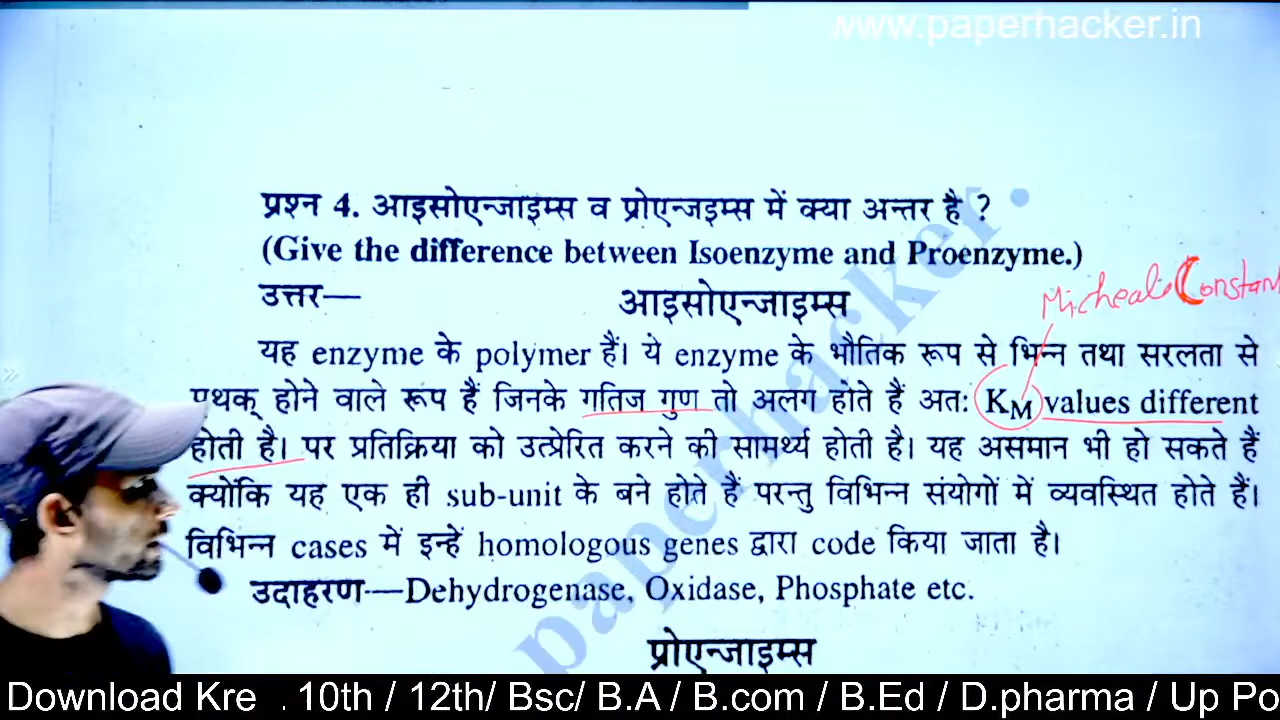 www.paperhacker.in
प्रश्न 4. आइसोएन्जाइम्स व प्रोएन्जइम्स में क्या अन्तर है ?
(Give the difference between Isoenzyme and Proenzyme.)
उत्तर—
आइसोएन्जाइम्स
Constant
यह enzyme के polymer हैं। ये enzyme के भौतिक रूप से भिन्न तथा सरलता से
पृथक् होने वाले रूप हैं जिनके गतिज गुण तो अलग होते हैं अतः KM values different
होती है। पर प्रतिक्रिया को उत्प्रेरित करने की सामर्थ्य होती है। यह असमान भी हो सकते हैं
क्योंकि यह एक ही sub-unit के बने होते हैं परन्तु विभिन्न संयोगों में व्यवस्थित होते हैं।
विभिन्न cases में इन्हें homologous genes द्वारा code किया जाता है।
उदाहरण—Dehydrogenase, Oxidase, Phosphate etc.
प्रोएन्जाइम्स
paperhacker.
Download Kre . 10th / 12th/ Bsc/ B.A / B.com / B.Ed / D.pharma / Up Po